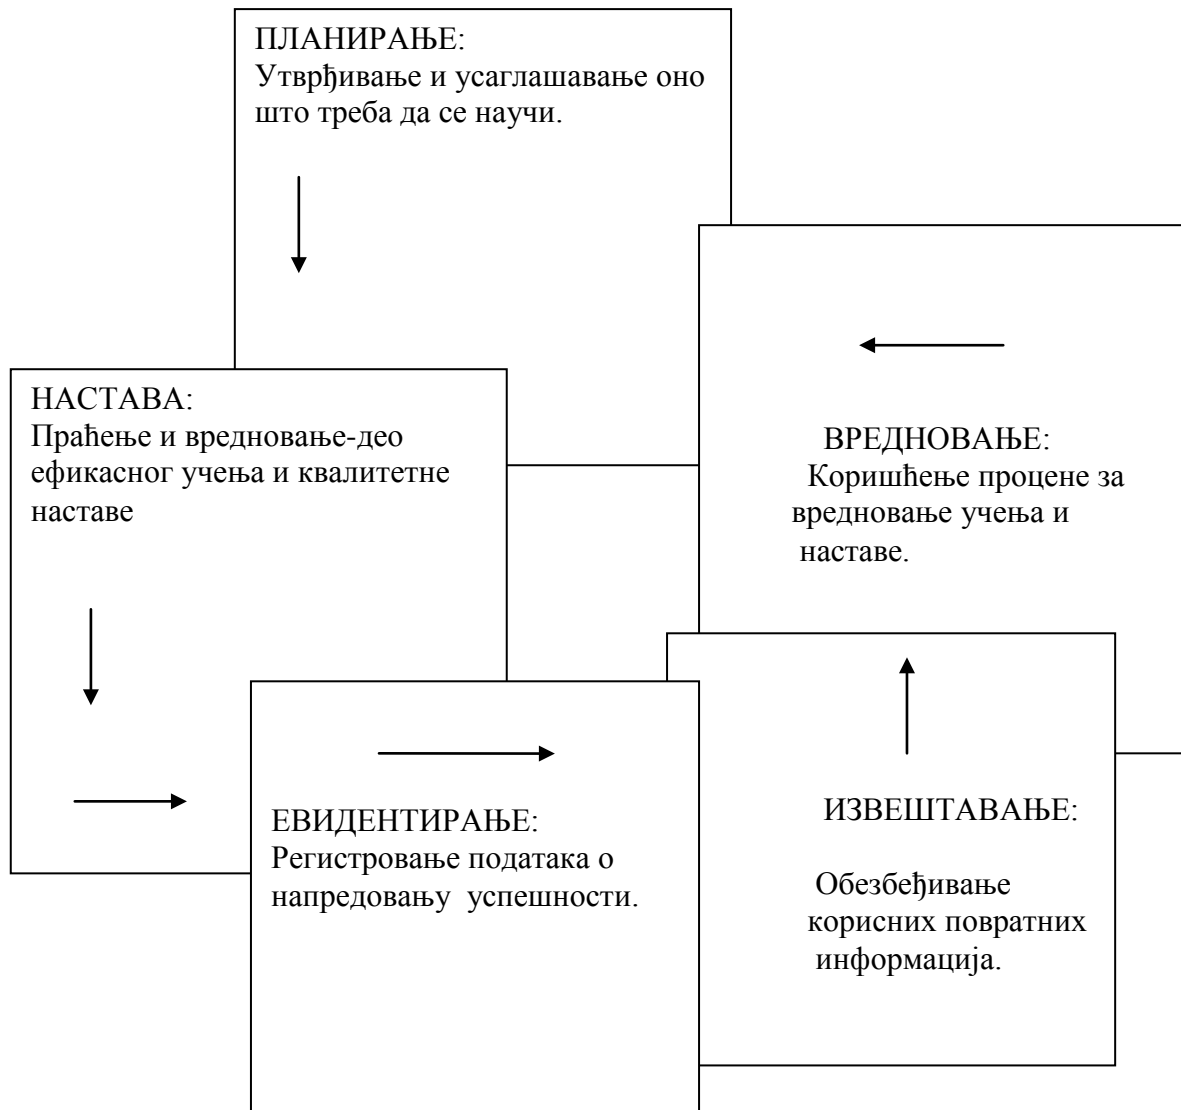 ПЛАНИРАЊЕ:
Утврђивање и усаглашавање оно
што треба да се научи.
НАСТАВА:
Праћење и вредновање-део
ефикасног учења и квалитетне
наставе
ВРЕДНОВАЊЕ:
Коришћење процене за
вредновање учења и
наставе.
ЕВИДЕНТИРАЊЕ:
Регистровање података о
напредовању успешности.
ИЗВЕШТАВАЊЕ:
Обезбеђивање
корисних повратних
информација.